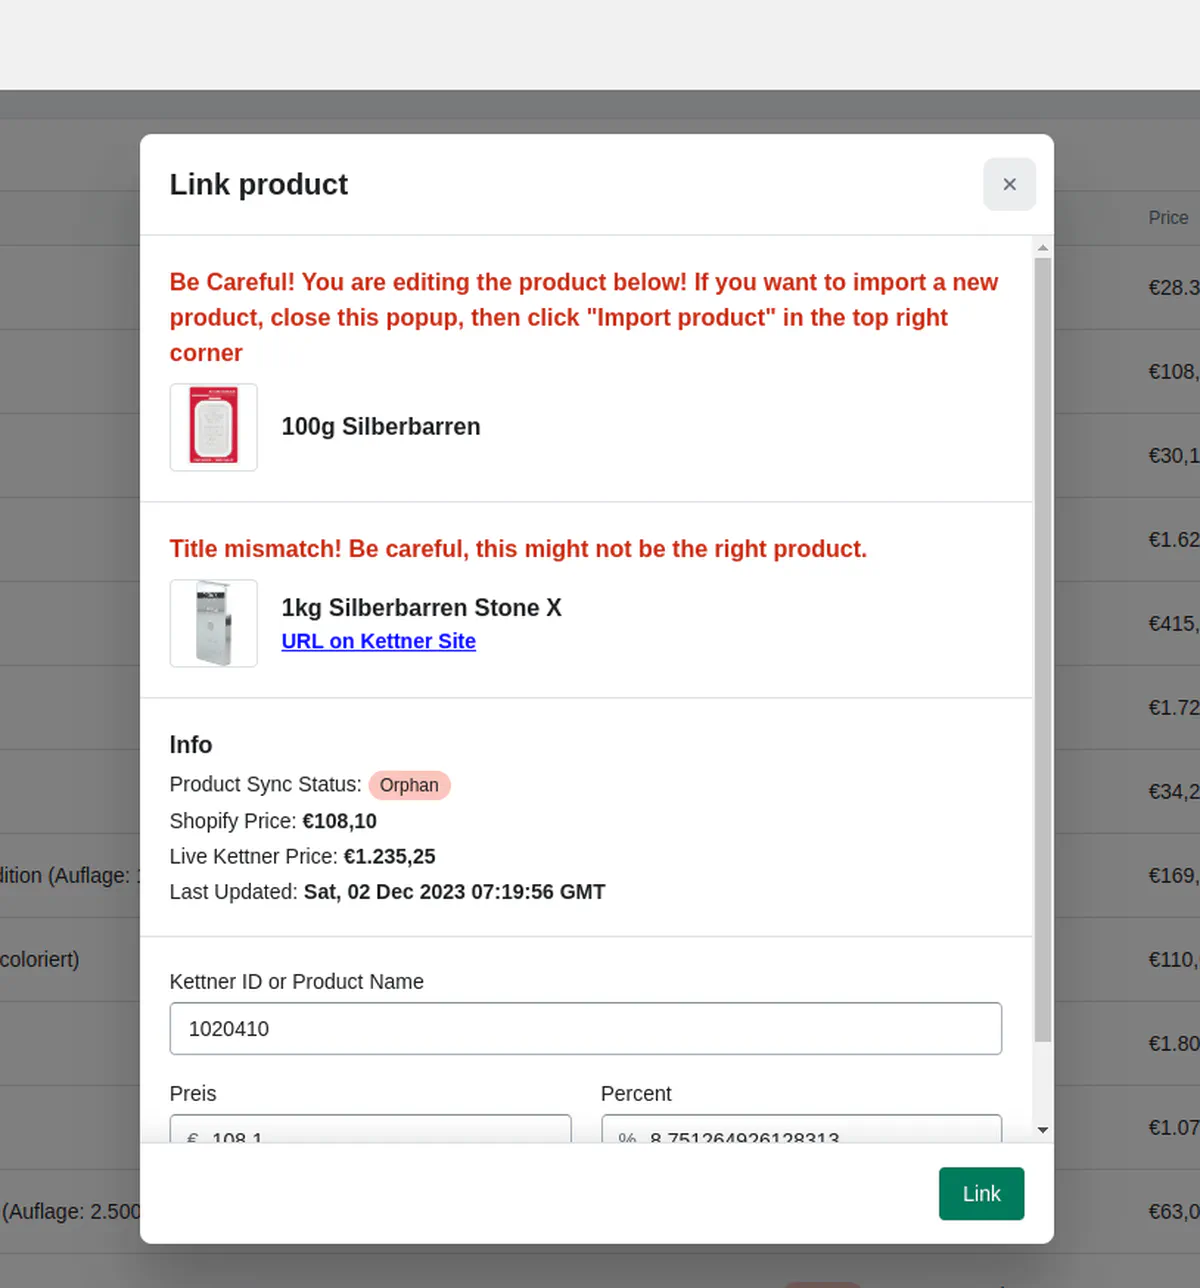 Link product
Price
Be Careful! You are editing the product below! If you want to import a new
product, close this popup, then click "Import product" in the top right
corner
100g Silberbarren
Title mismatch! Be careful, this might not be the right product.
1kg Silberbarren Stone X
URL on Kettner Site
Info
Product Sync Status: Orphan
Shopify Price: €108,10
Live Kettner Price: €1.235,25
Last Updated: Sat, 02 Dec 2023 07:19:56 GMT
Kettner ID or Product Name
1020410
Preis
Percent
€ 108.1
% 8.751264926128313
Link
€28.3
€108,
€30,1
€1.62
€415,
€1.72
€34,2
dition (Auflage:
€169,
coloriert)
€110,
€1.80
€1.07
(Auflage: 2.500
€63,0